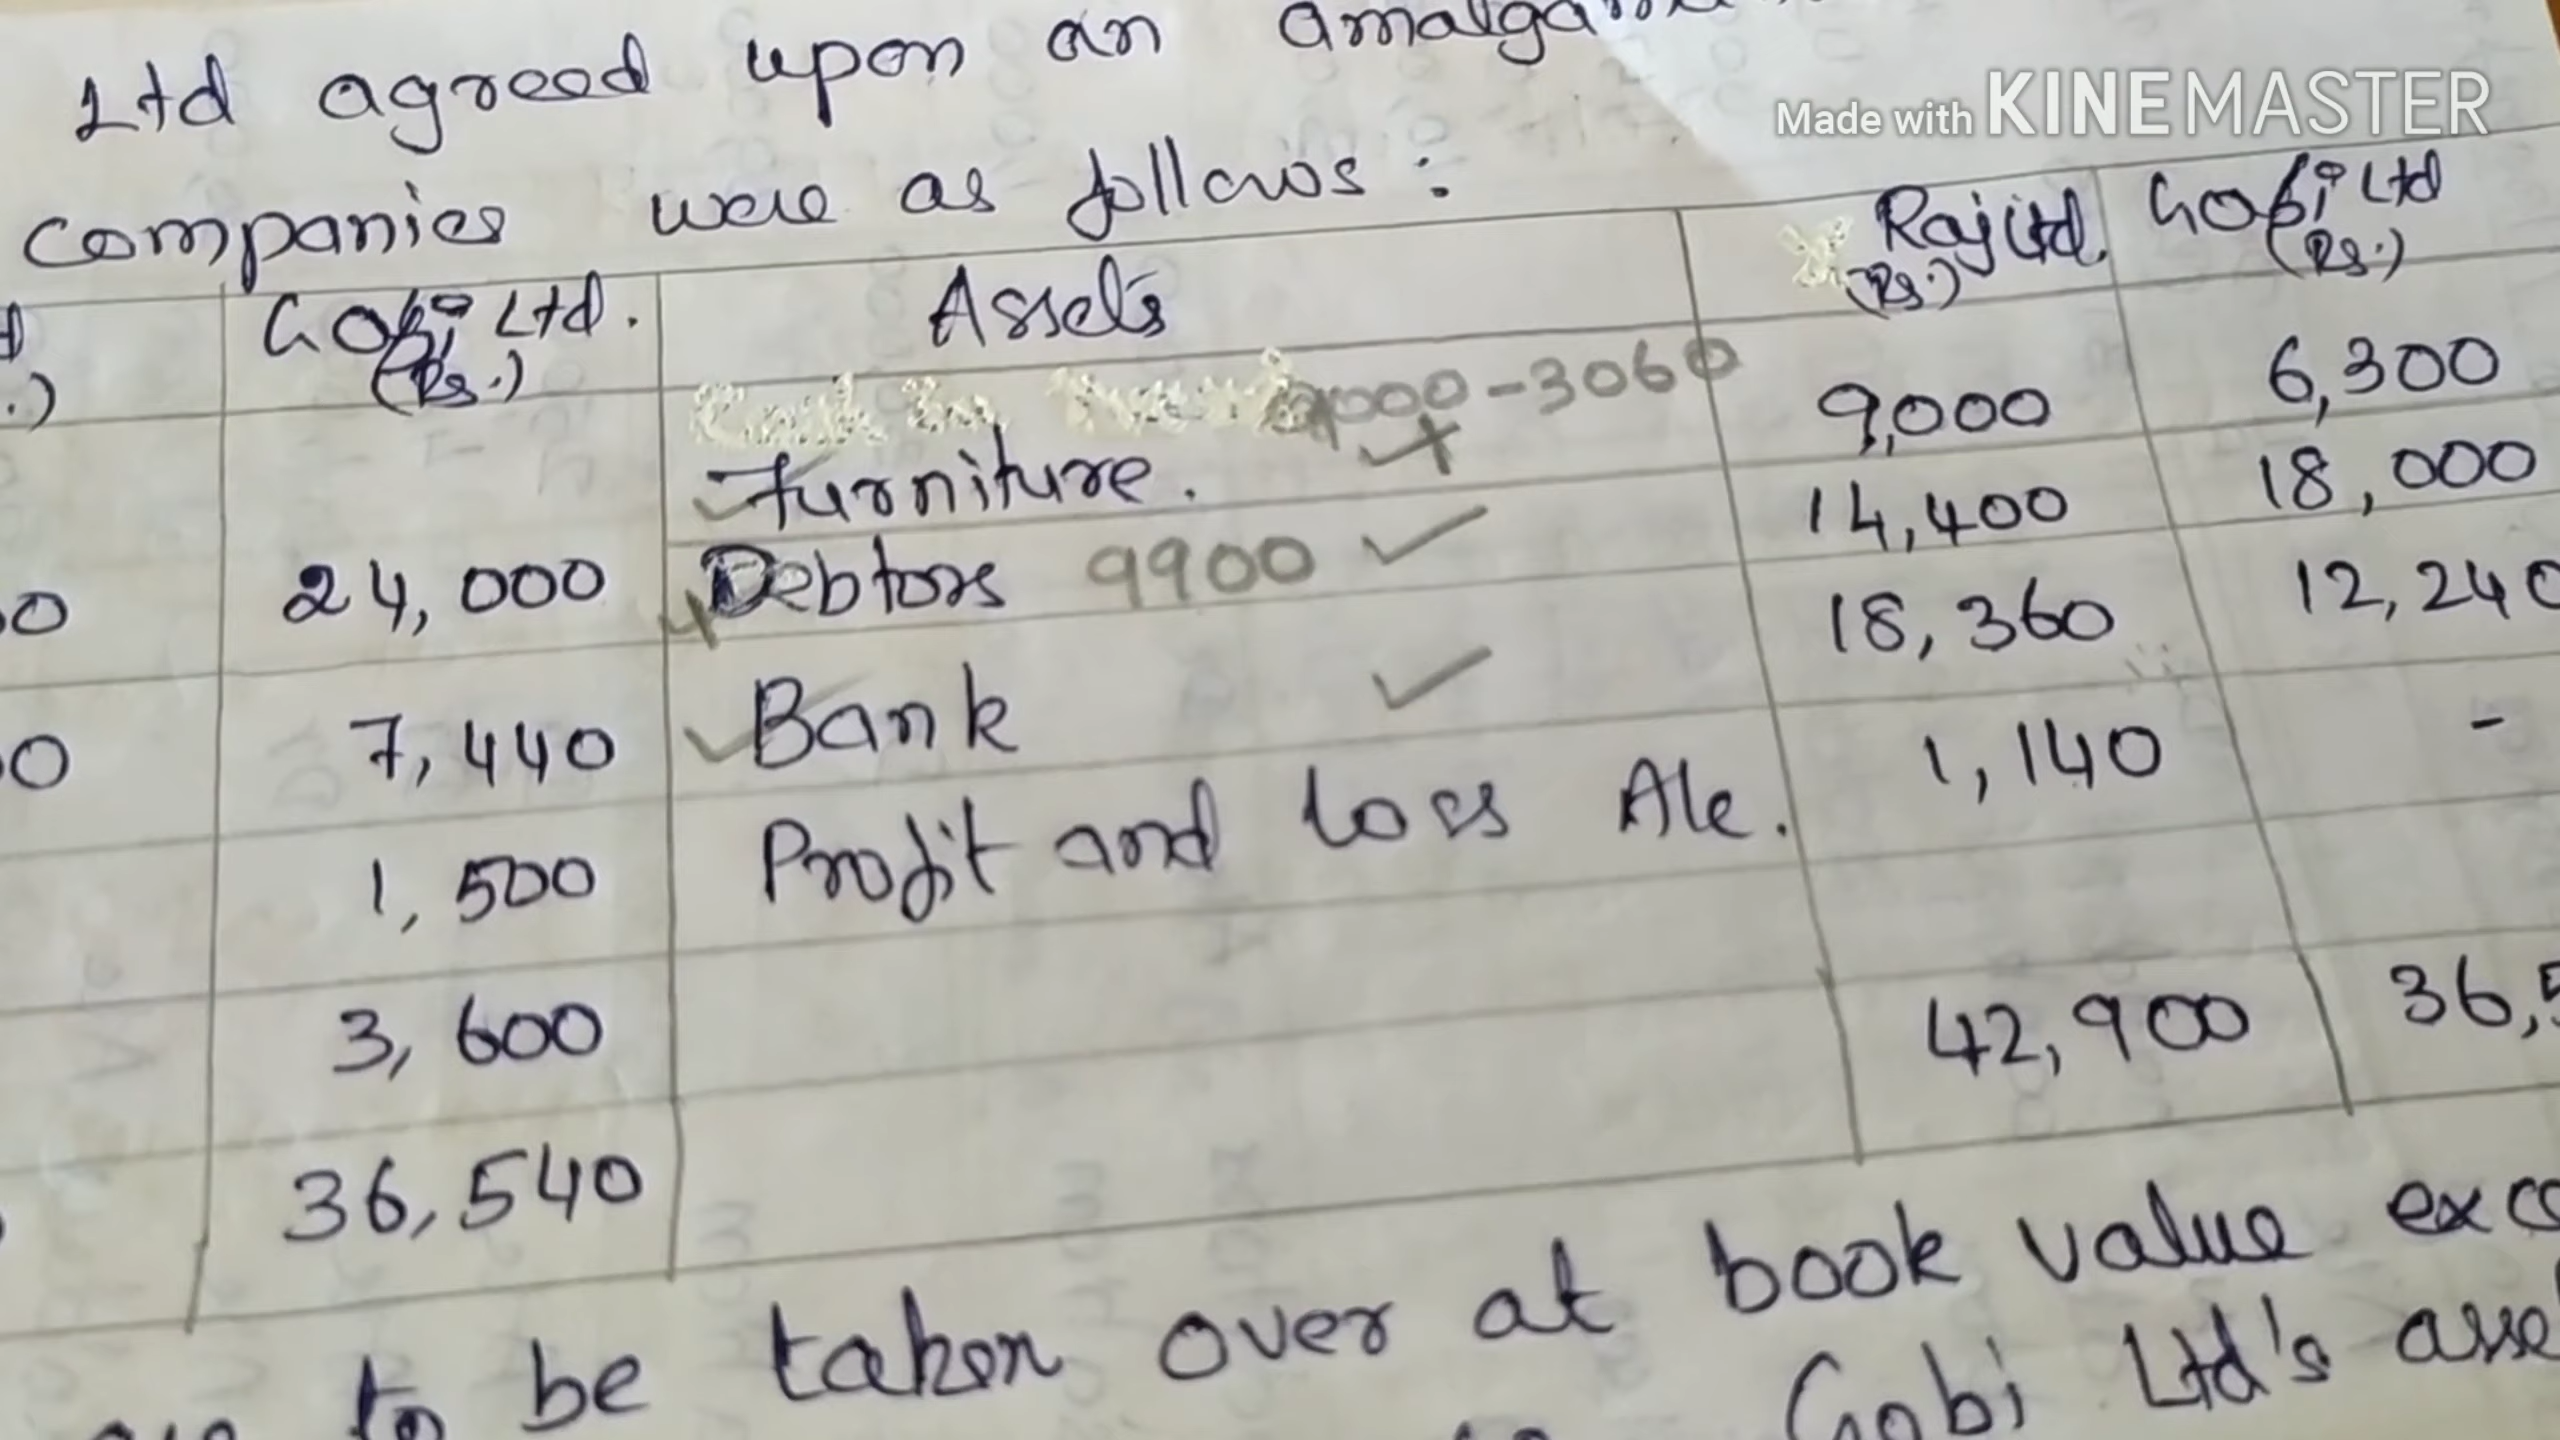 Ltd agreed upon an
Made with KINEMASTER
companies were as follows :
Gobi Ltd. Assets Raj Ltd. Gobi Ltd
.) (Rs.) (Rs.) (Rs.)
9000-3060
Furniture. 9,000 6,300
0 24,000 Debtors 9900 14,400 18,000
0 7,440 Bank 18,360 12,240
1,500 Profit and loss A/c. 1,140 -
3,600 42,900 36,5
36,540
to be taken over at book value
Gobi Ltd's